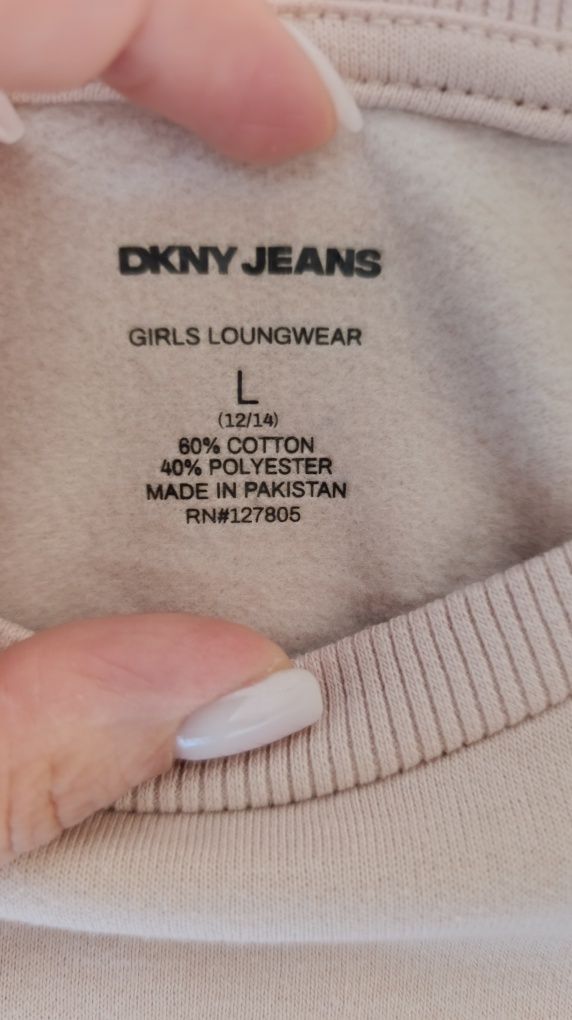 DKNY JEANS
GIRLS LOUNGWEAR
L
(12/14)
60% COTTON
40% POLYESTER
MADE IN PAKISTAN
RN#127805